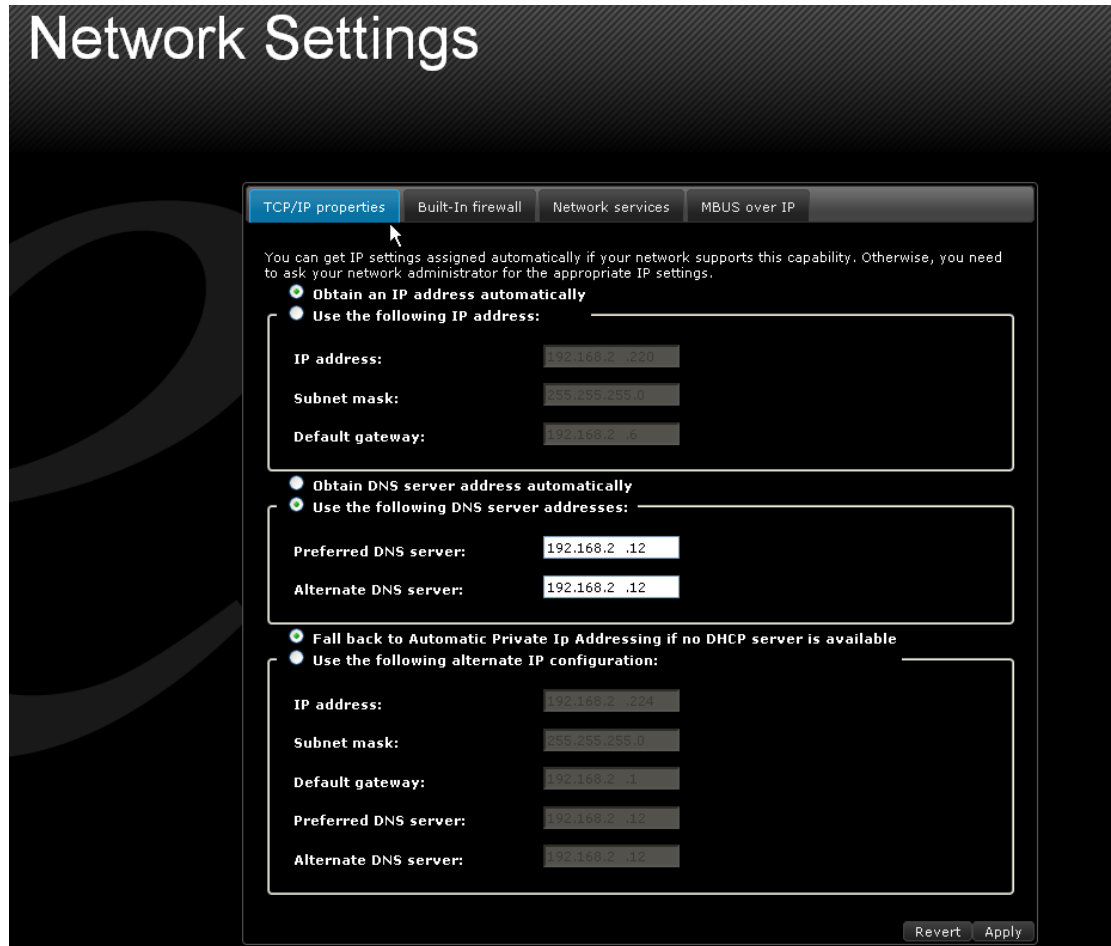 Network Settings
TCP/IP properties Built-In firewall Network services MBUS over IP
You can get IP settings assigned automatically if your network supports this capability. Otherwise, you need
to ask your network administrator for the appropriate IP settings.
Obtain an IP address automatically
Use the following IP address:
IP address: 192.168.2 .220
Subnet mask: 255.255.255.0
Default gateway: 192.168.2 .6
Obtain DNS server address automatically
Use the following DNS server addresses:
Preferred DNS server: 192.168.2 .12
Alternate DNS server: 192.168.2 .12
Fall back to Automatic Private Ip Addressing if no DHCP server is available
Use the following alternate IP configuration:
IP address: 192.168.2 .224
Subnet mask: 255.255.255.0
Default gateway: 192.168.2 .1
Preferred DNS server: 192.168.2 .12
Alternate DNS server: 192.168.2 .12
Revert Apply